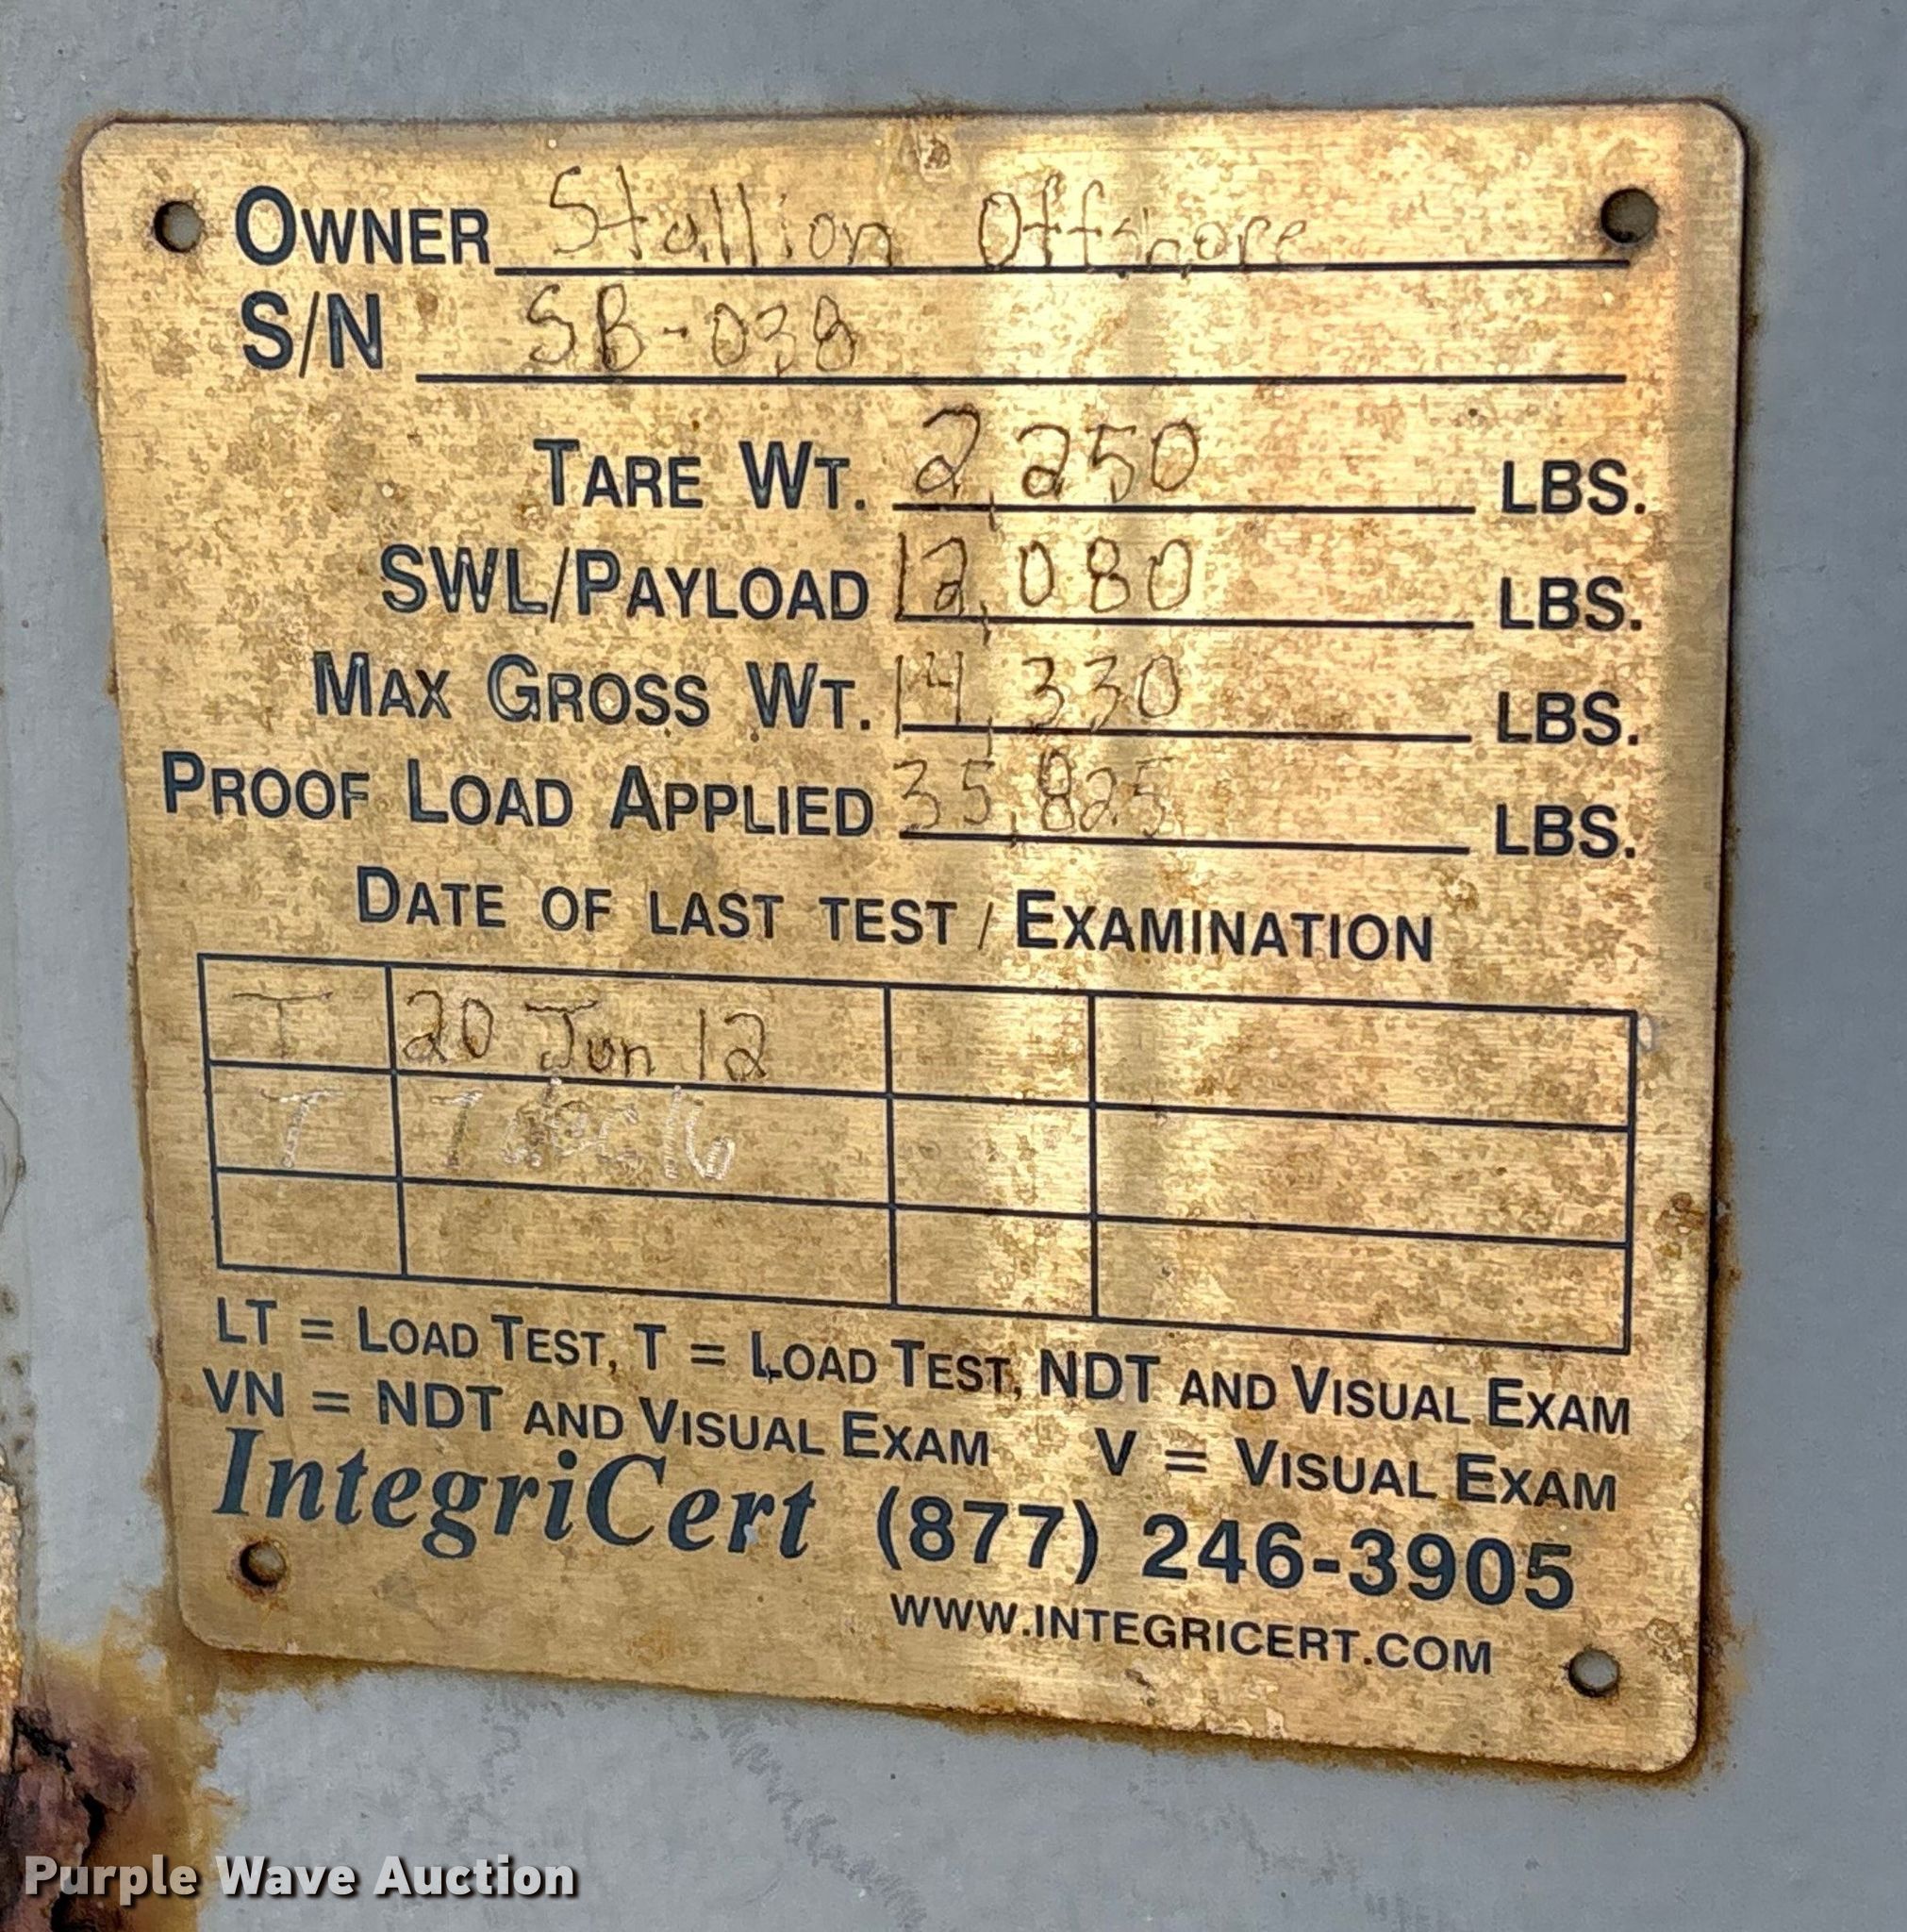 OWNER Stallion Offshore
S/N SB-038
TARE WT. 2,250 LBS.
SWL/PAYLOAD 12,080 LBS.
MAX GROSS WT. 14,330 LBS.
PROOF LOAD APPLIED 35,825 LBS.
DATE OF LAST TEST / EXAMINATION
T 20 Jun 12
T 7 dec 16
LT = LOAD TEST, T = LOAD TEST, NDT AND VISUAL EXAM
VN = NDT AND VISUAL EXAM V = VISUAL EXAM
IntegriCert (877) 246-3905
WWW.INTEGRICERT.COM
Purple Wave Auction